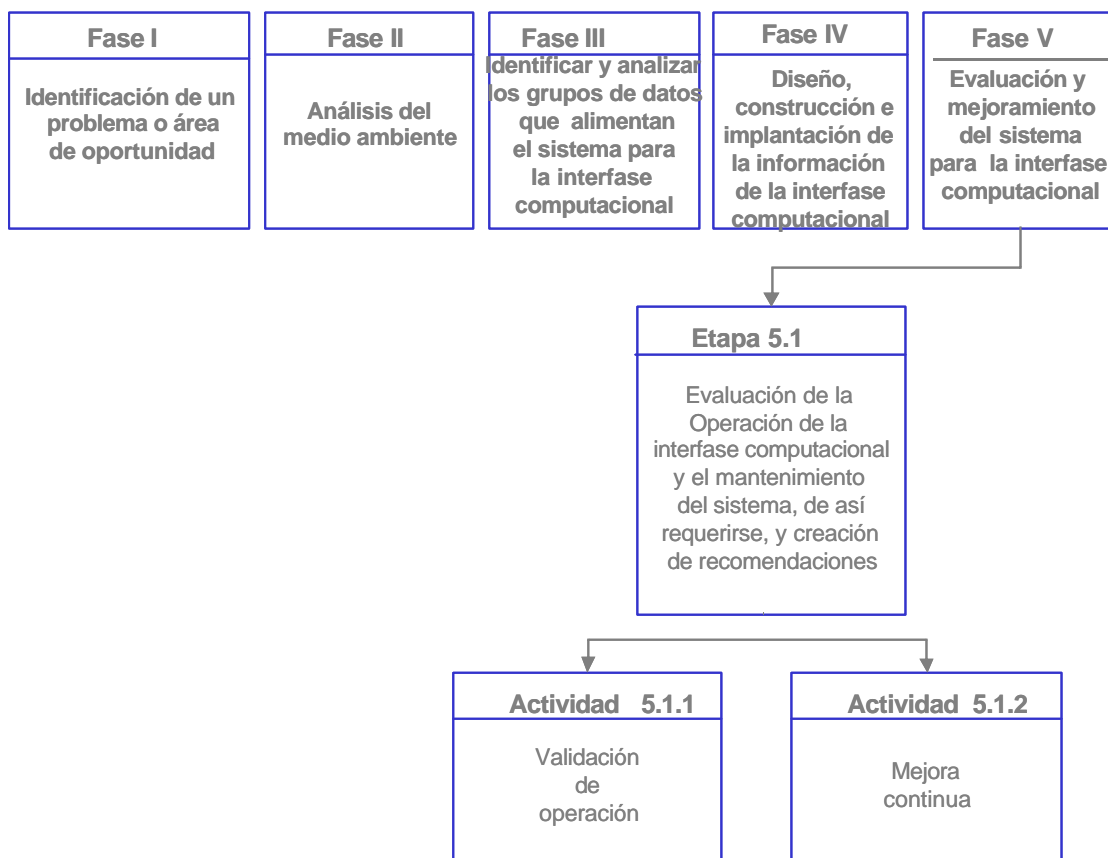 Fase I
Identificación de un
problema o área
de oportunidad
Fase II
Análisis del
medio ambiente
Fase III
Identificar y analizar
los grupos de datos
que alimentan
el sistema para
la interfase
computacional
Fase IV
Diseño,
construcción e
implantación de
la información
de la interfase
computacional
Fase V
Evaluación y
mejoramiento
del sistema
para la interfase
computacional
Etapa 5.1
Evaluación de la
Operación de la
interfase computacional
y el mantenimiento
del sistema, de así
requerirse, y creación
de recomendaciones
Actividad 5.1.1
Validación
de
operación
Actividad 5.1.2
Mejora
continua